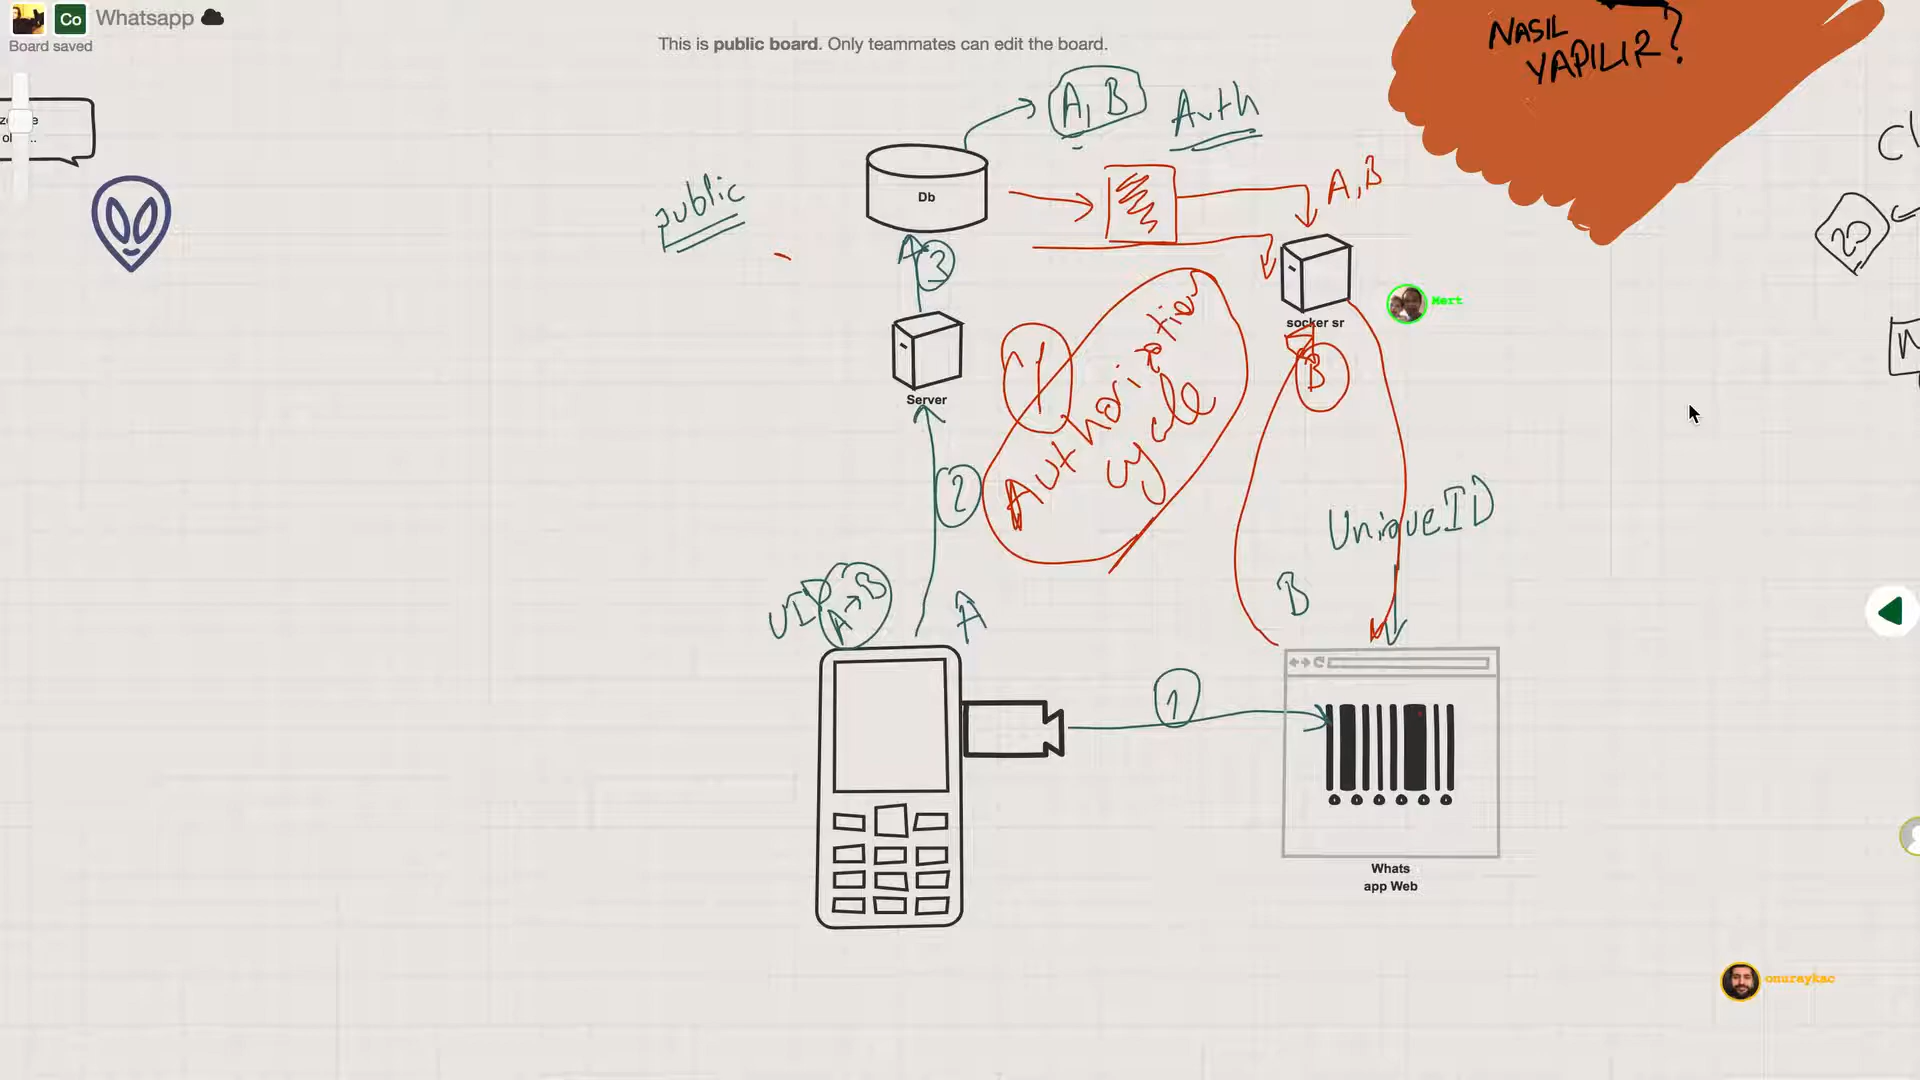 Co Whatsapp
Board saved
This is public board. Only teammates can edit the board.
NASIL
YAPILIR?
A, B
Auth
Db
A, B
public
3
Mert
socker sr
1
Authorization
cycle
B
Server
2
UniqueID
UID
A → B
A
B
1
Whats
app Web
onuraykac